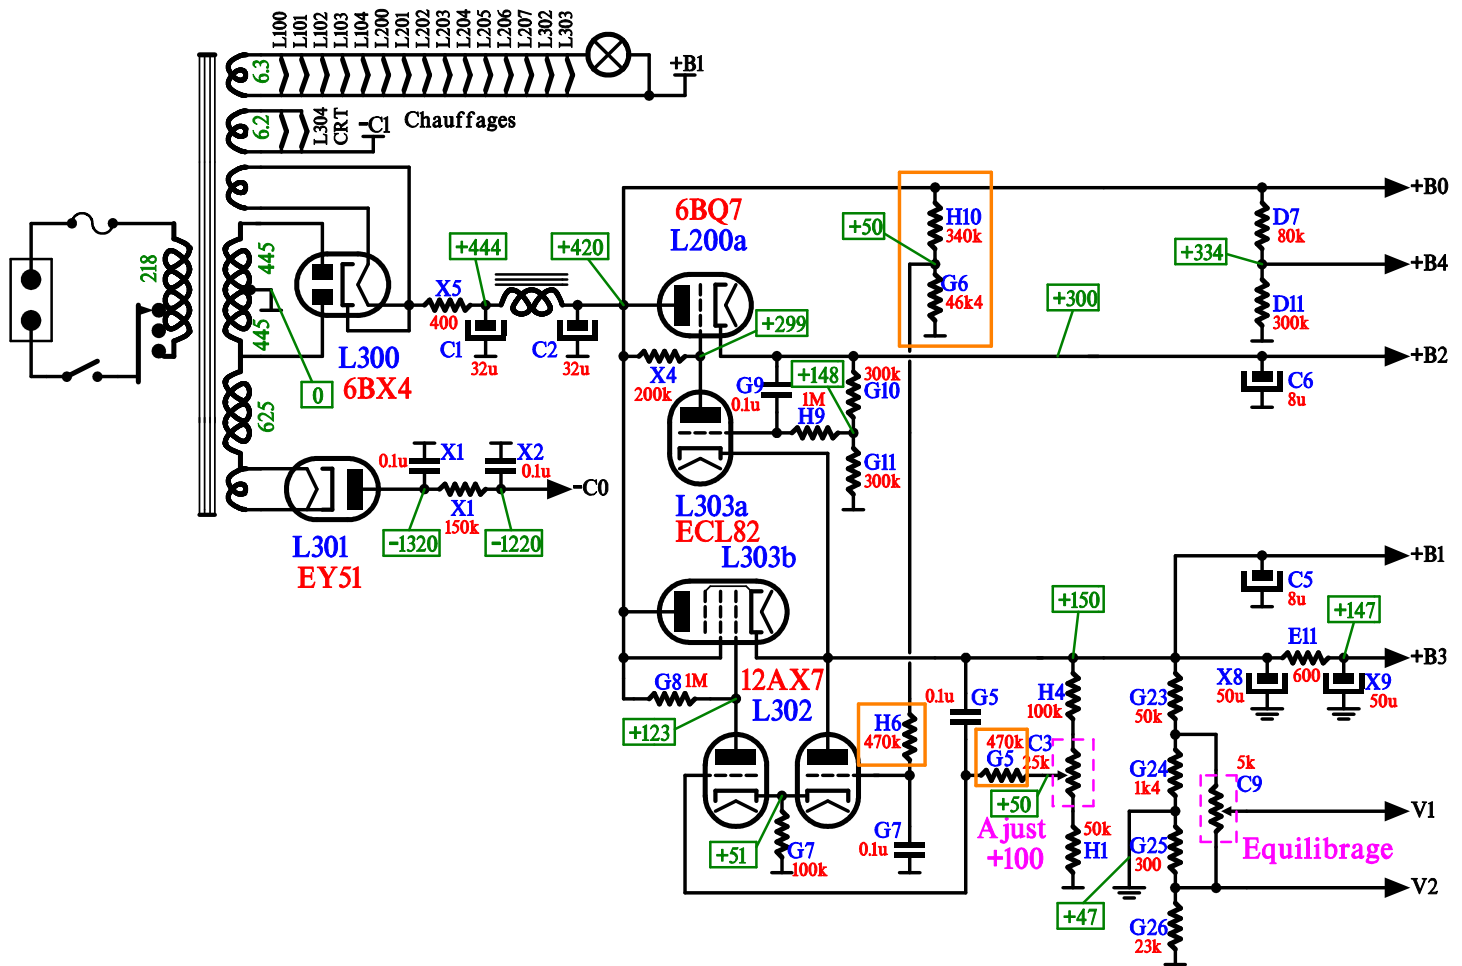 L100
L101
L102
L103
L104
L200
L201
L202
L203
L204
L205
L206
L207
L302
L303
6.3
+B1
6.2
L304
CRT
-C1
Chauffages
+B0
6BQ7
L200a
H10
340k
D7
80k
+50
445
218
+444
+420
+334
+B4
G6
46k4
X5
400
+300
D11
300k
+299
445
L300
6BX4
C1
32u
C2
32u
X4
200k
G9
0.1u
+148
300k
G10
1M
H9
+B2
C6
8u
0
625
X1
0.1u
X2
0.1u
G11
300k
-C0
X1
150k
L303a
ECL82
L303b
L301
EY51
-1320
-1220
+B1
C5
8u
+150
+147
E11
600
+B3
X8
50u
X9
50u
G8
1M
12AX7
L302
0.1u
G5
H4
100k
G23
50k
+123
H6
470k
470k
G5
C3
25k
G24
1k4
5k
C9
+50
V1
Ajust
+100
50k
H1
+51
G7
100k
G7
0.1u
G25
300
Equilibrage
V2
+47
G26
23k